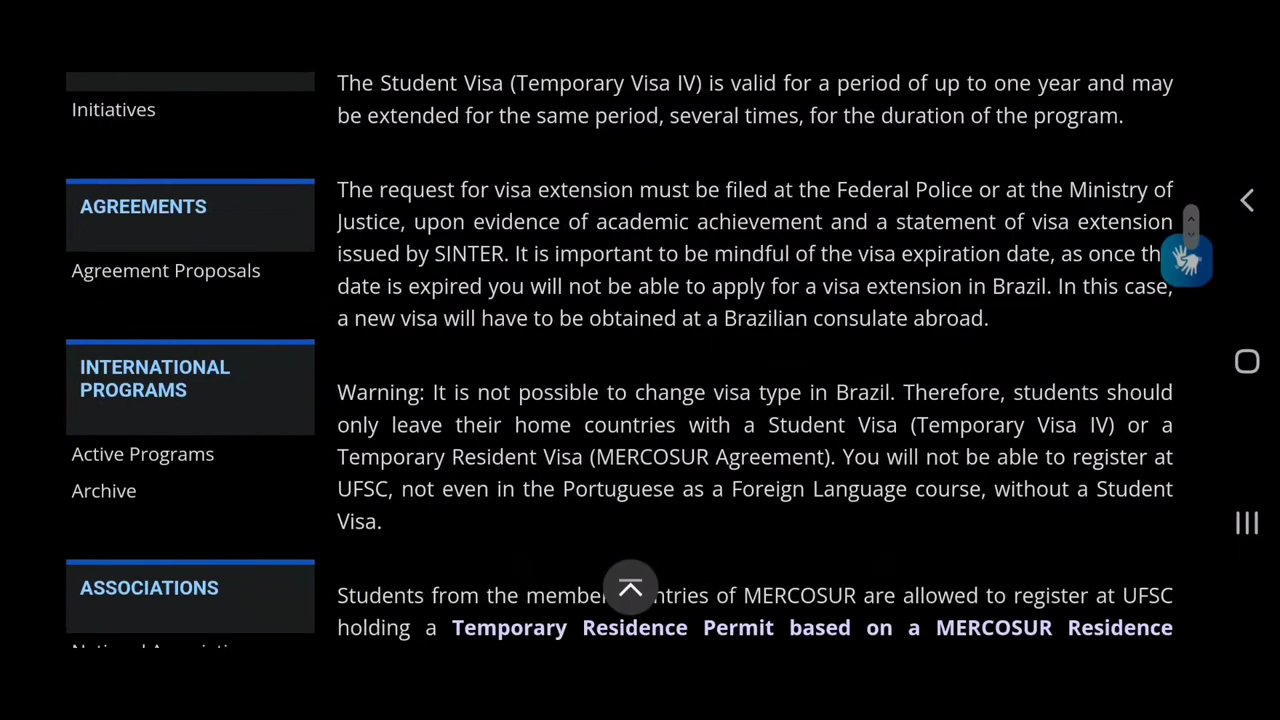 Initiatives
AGREEMENTS
Agreement Proposals
INTERNATIONAL
PROGRAMS
Active Programs
Archive
ASSOCIATIONS
The Student Visa (Temporary Visa IV) is valid for a period of up to one year and may
be extended for the same period, several times, for the duration of the program.
The request for visa extension must be filed at the Federal Police or at the Ministry of
Justice, upon evidence of academic achievement and a statement of visa extension
issued by SINTER. It is important to be mindful of the visa expiration date, as once th
date is expired you will not be able to apply for a visa extension in Brazil. In this case,
a new visa will have to be obtained at a Brazilian consulate abroad.
Warning: It is not possible to change visa type in Brazil. Therefore, students should
only leave their home countries with a Student Visa (Temporary Visa IV) or a
Temporary Resident Visa (MERCOSUR Agreement). You will not be able to register at
UFSC, not even in the Portuguese as a Foreign Language course, without a Student
Visa.
Students from the member ntries of MERCOSUR are allowed to register at UFSC
holding a Temporary Residence Permit based on a MERCOSUR Residence